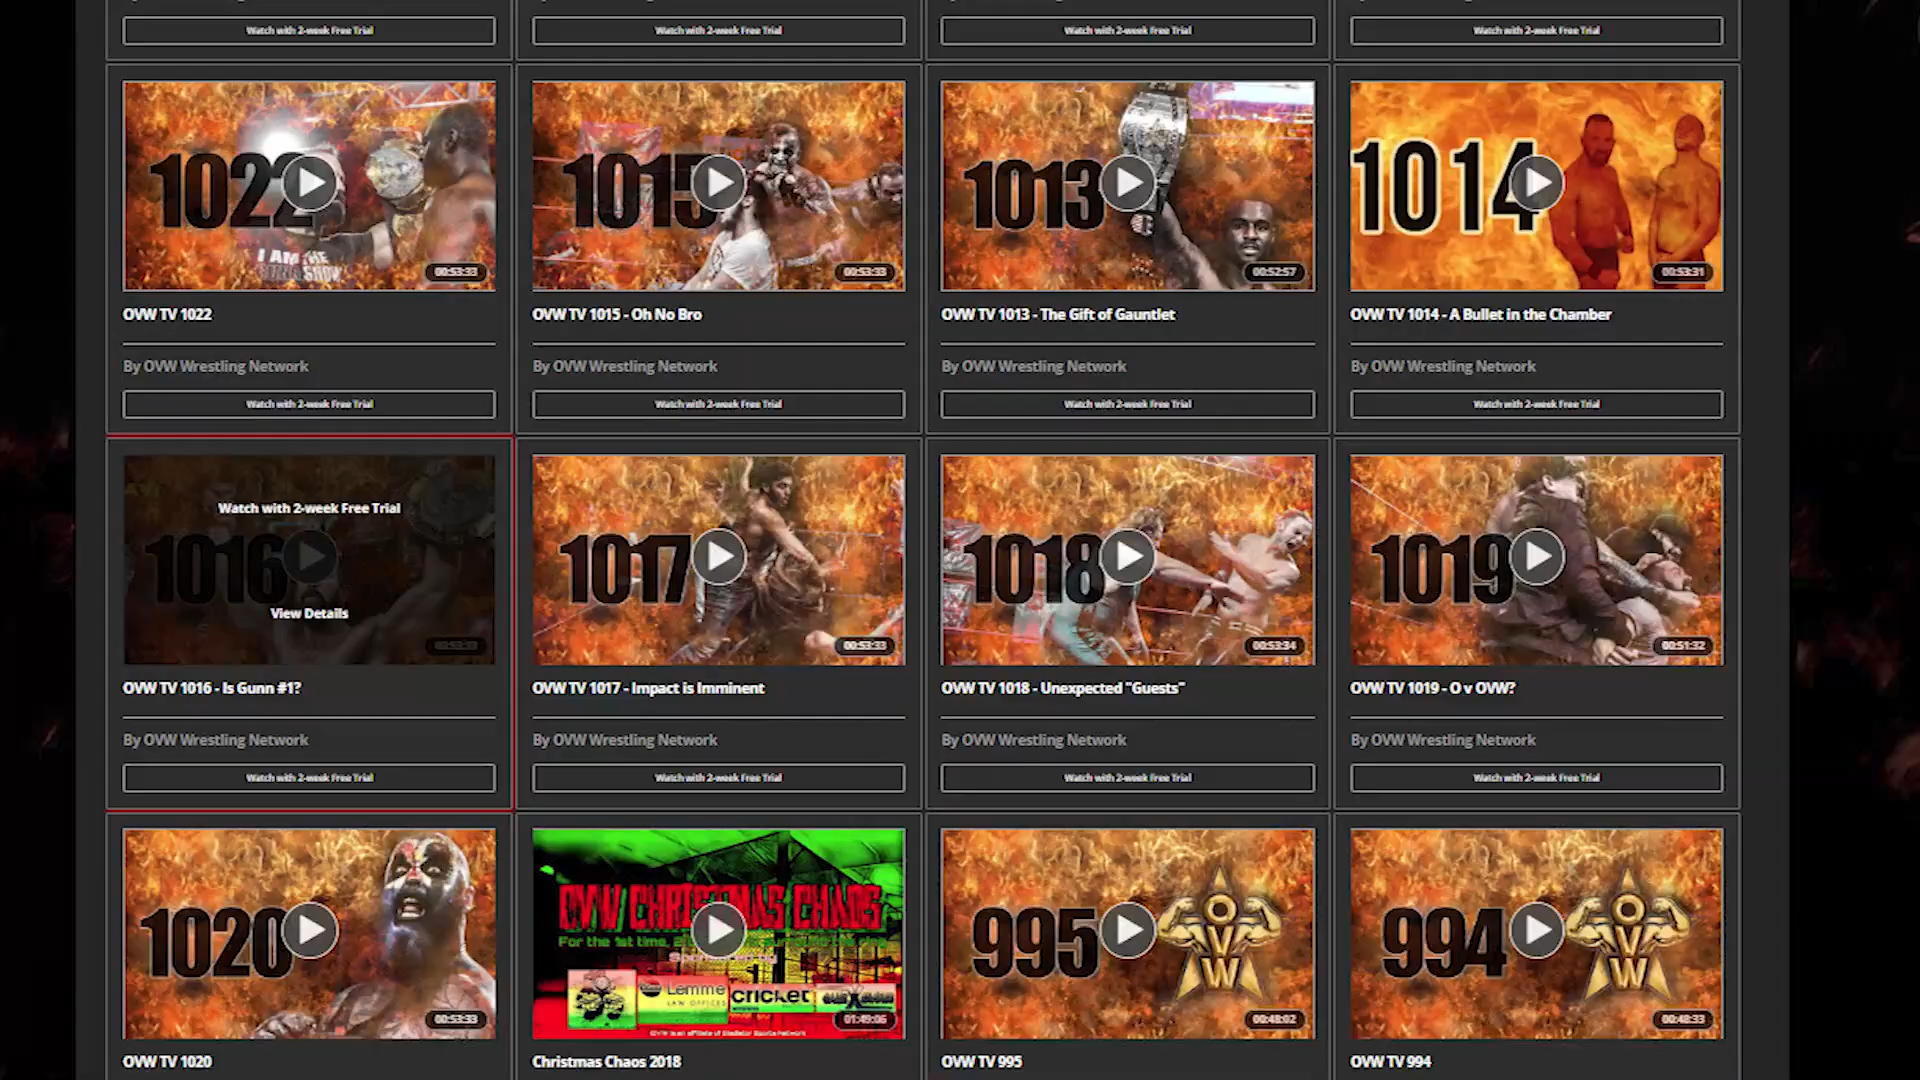 Watch with 2-week Free Trial
Watch with 2-week Free Trial
Watch with 2-week Free Trial
Watch with 2-week Free Trial
1022
I AM THE
SHOW
00:53:33
1015
00:53:33
1013
00:52:57
1014
00:53:31
OVW TV 1022
OVW TV 1015 - Oh No Bro
OVW TV 1013 - The Gift of Gauntlet
OVW TV 1014 - A Bullet in the Chamber
By OVW Wrestling Network
By OVW Wrestling Network
By OVW Wrestling Network
By OVW Wrestling Network
Watch with 2-week Free Trial
Watch with 2-week Free Trial
Watch with 2-week Free Trial
Watch with 2-week Free Trial
Watch with 2-week Free Trial
1016
View Details
1017
00:53:33
1018
00:53:34
1019
00:51:32
OVW TV 1016 - Is Gunn #1?
OVW TV 1017 - Impact is Imminent
OVW TV 1018 - Unexpected "Guests"
OVW TV 1019 - O v OVW?
By OVW Wrestling Network
By OVW Wrestling Network
By OVW Wrestling Network
By OVW Wrestling Network
Watch with 2-week Free Trial
Watch with 2-week Free Trial
Watch with 2-week Free Trial
Watch with 2-week Free Trial
1020
00:53:33
OVW CHRISTMAS CHAOS
For the 1st time,
Lemme
LAW OFFICES
cricket
01:49:06
995
OVW
00:48:02
994
OVW
00:48:33
OVW TV 1020
Christmas Chaos 2018
OVW TV 995
OVW TV 994